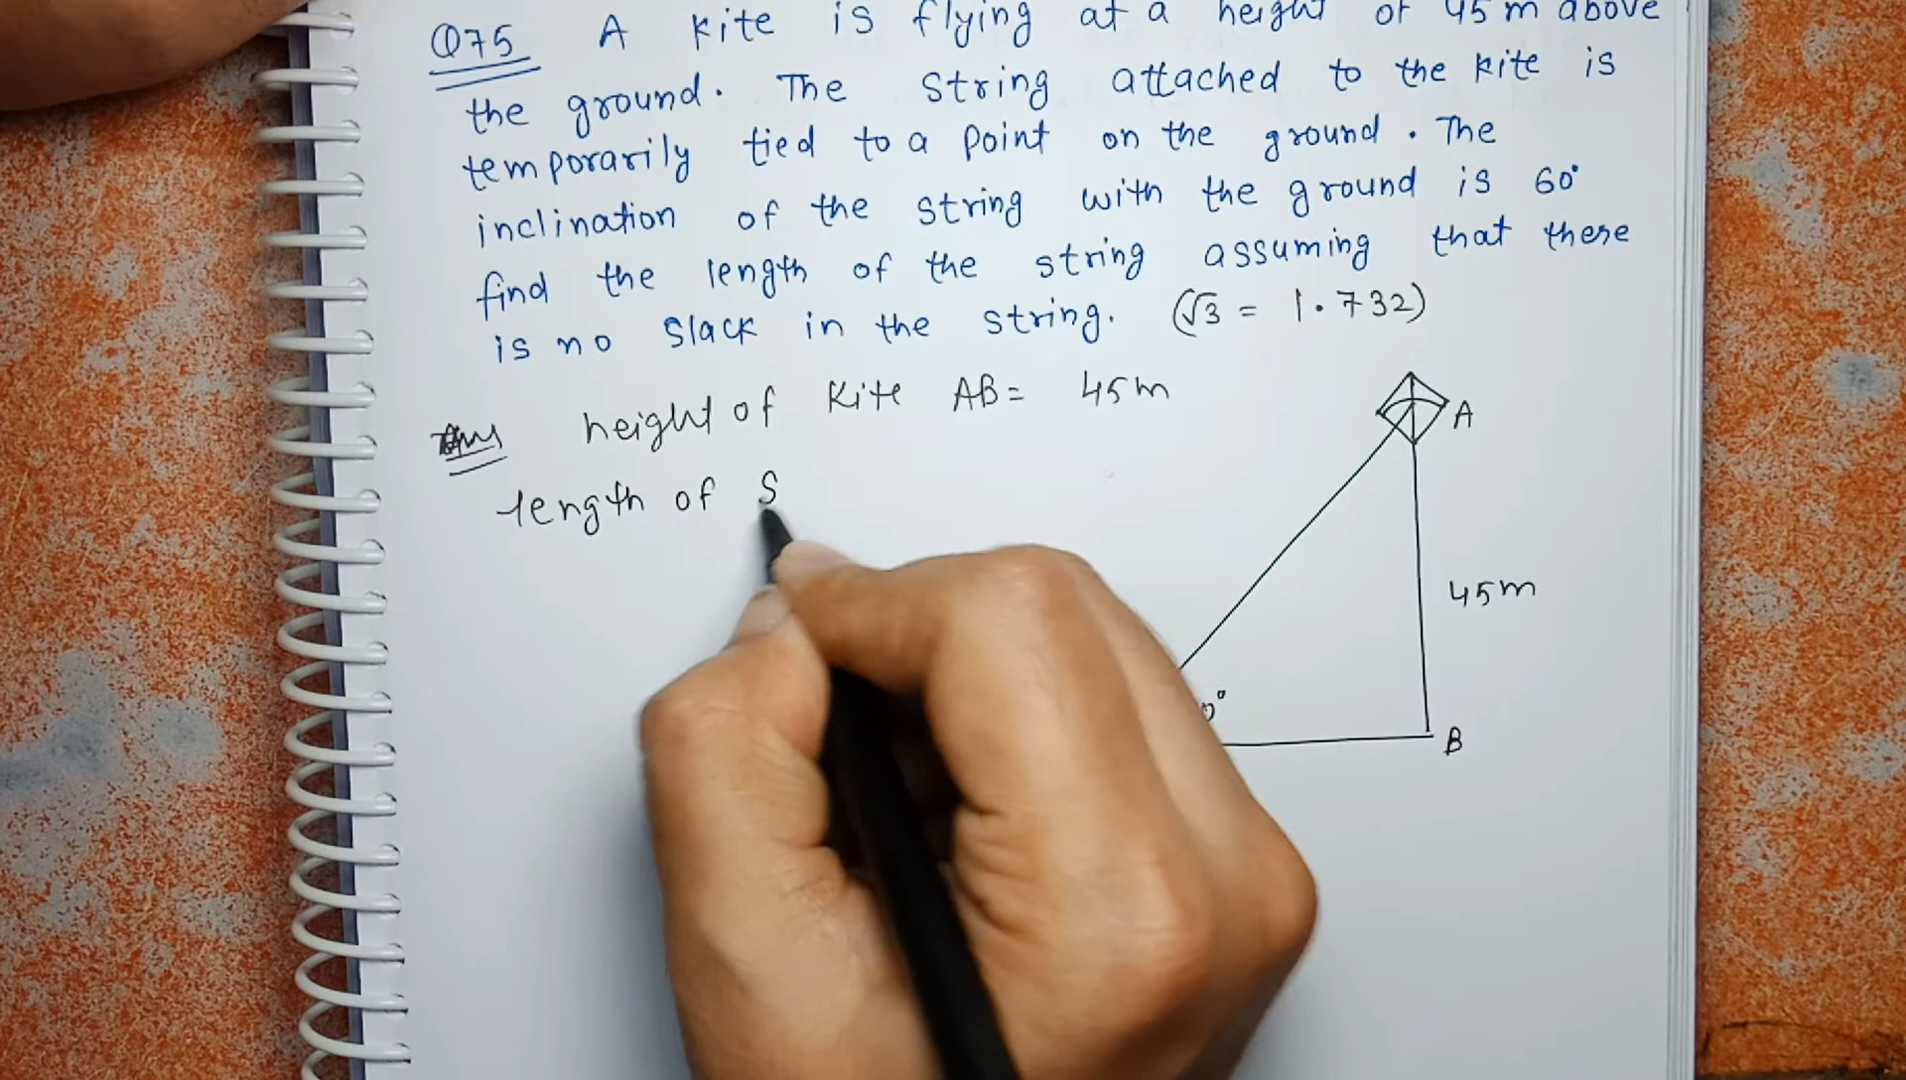 Q75 A kite is flying at a height of 45 m above
the ground. The string attached to the kite is
temporarily tied to a point on the ground. The
inclination of the string with the ground is 60°
find the length of the string assuming that there
is no slack in the string. (√3 = 1.732)
Ans height of kite AB = 45m
length of S
A
45m
0°
B